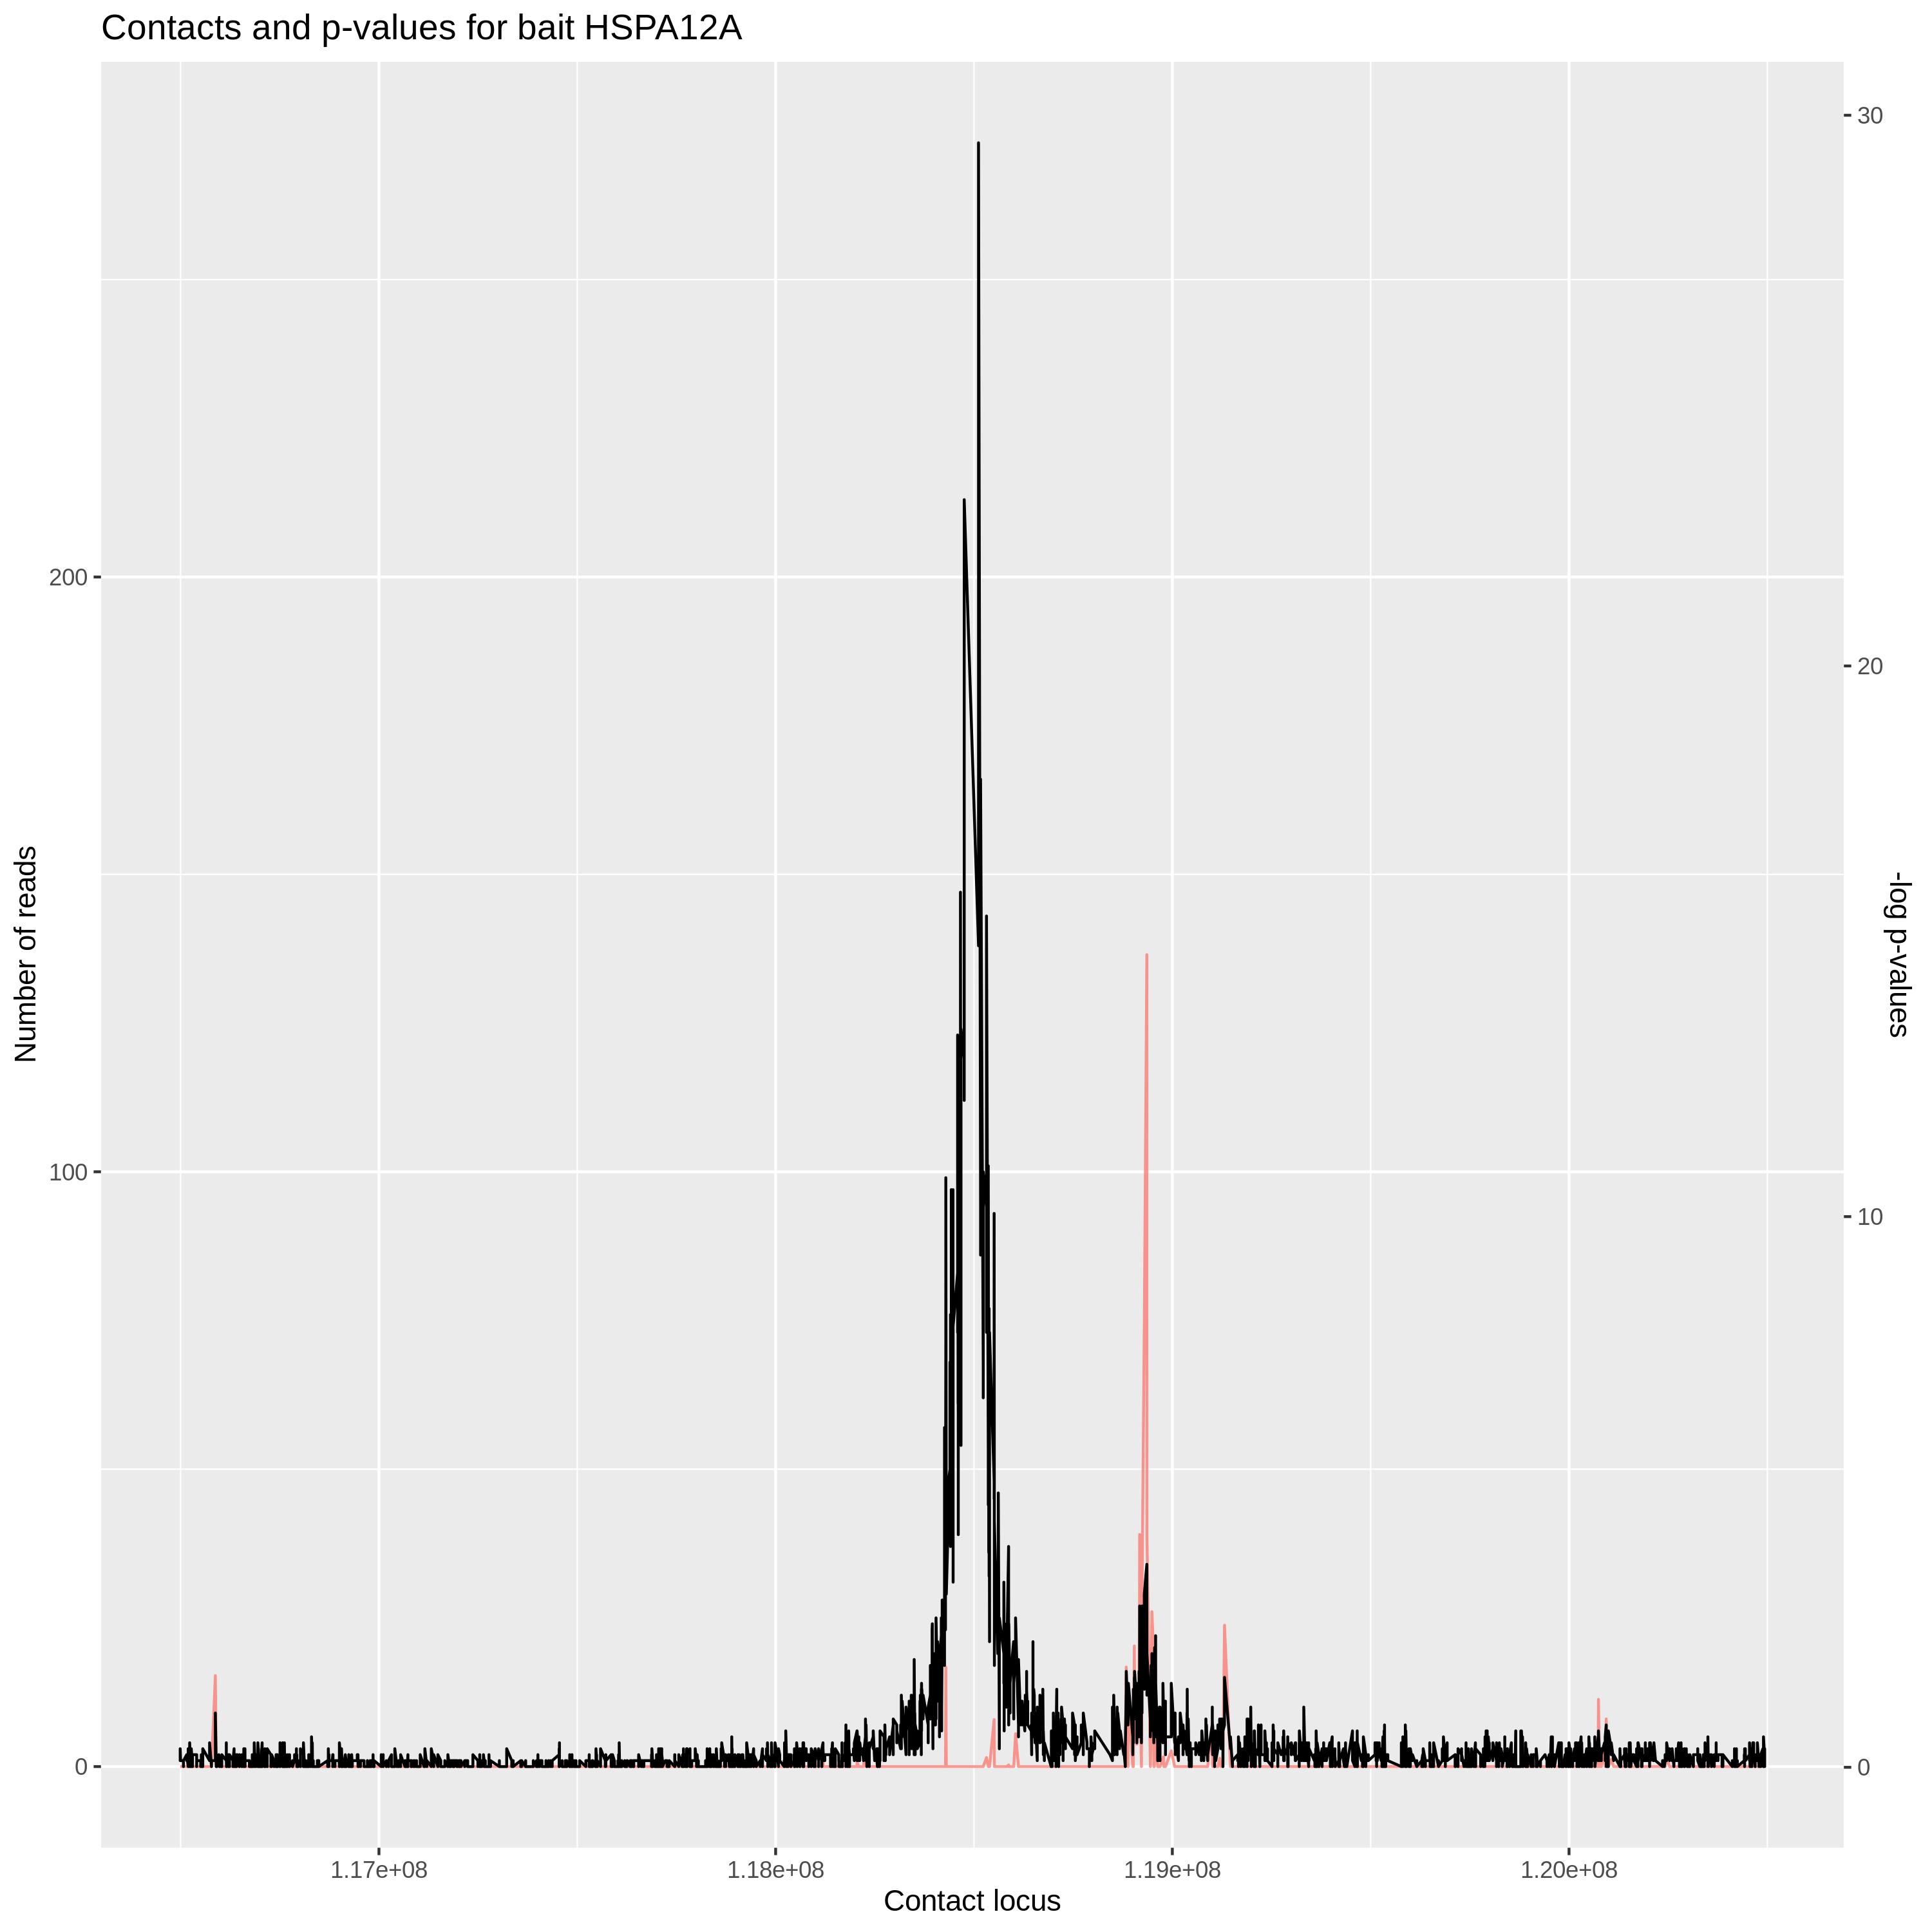 Contacts and p-values for bait HSPA12A
30
200
20
Number of reads
-log p-values
100
10
0
0
1.17e+08
1.18e+08
1.19e+08
1.20e+08
Contact locus